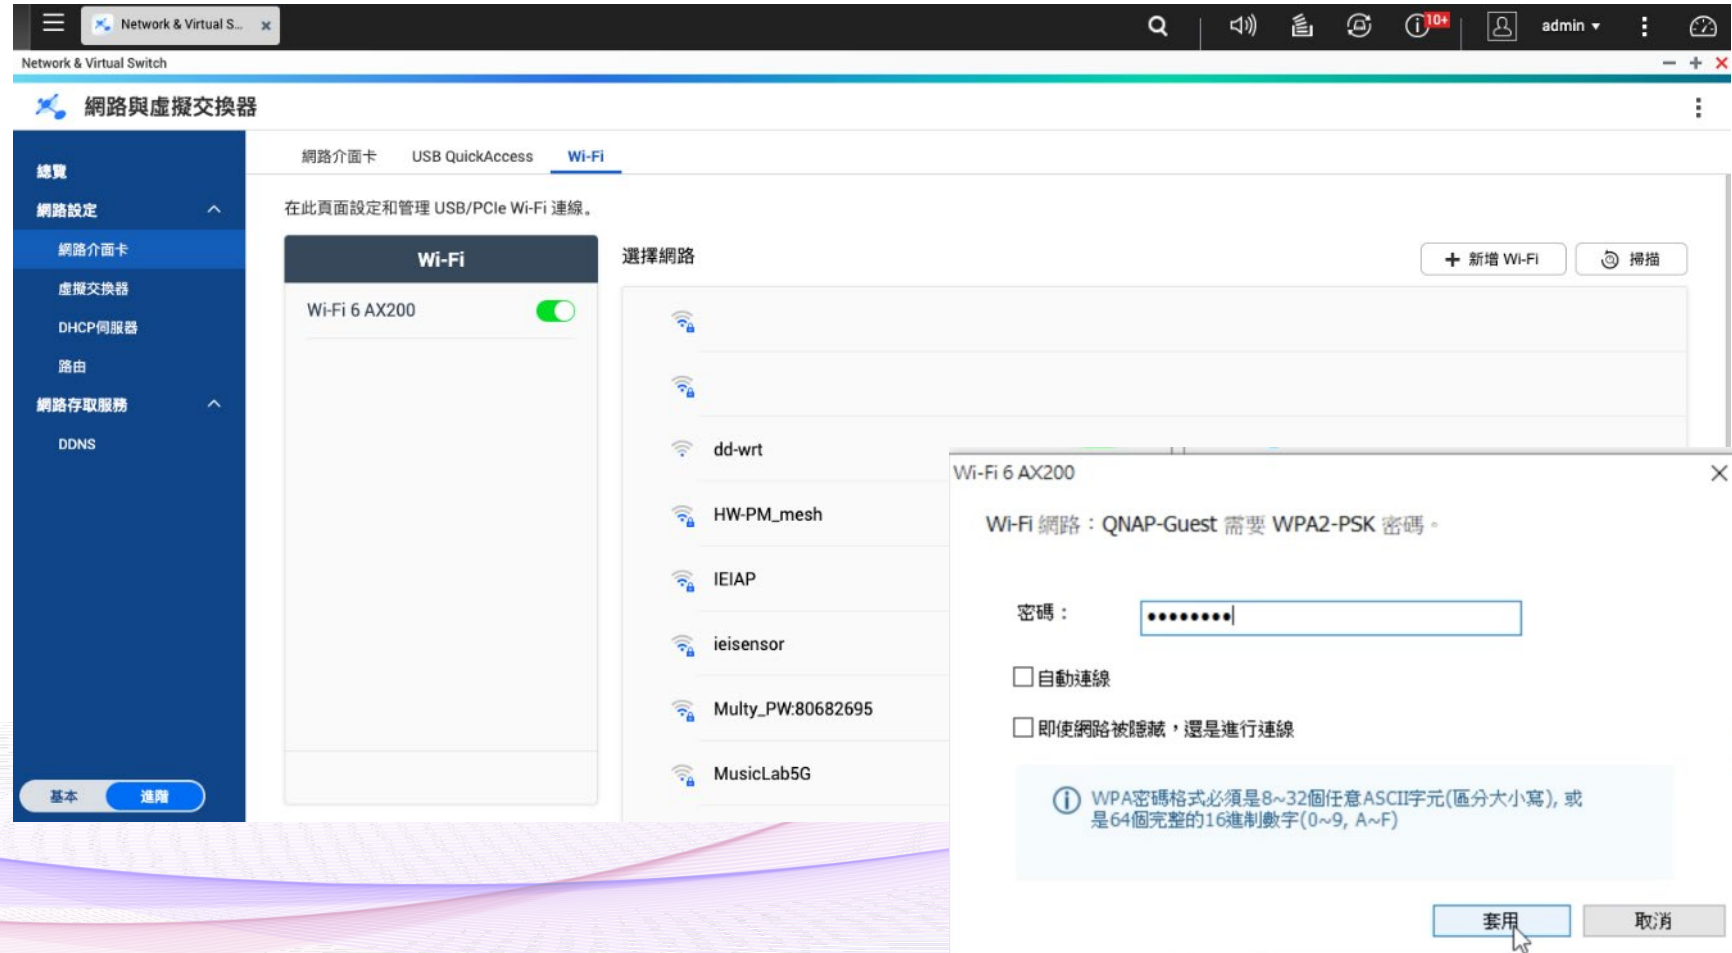 Network & Virtual S...
10+
admin
Network & Virtual Switch
網路與虛擬交換器
總覽
網路設定
網路介面卡
虛擬交換器
DHCP伺服器
路由
網路存取服務
DDNS
基本 進階
網路介面卡 USB QuickAccess Wi-Fi
在此頁面設定和管理 USB/PCIe Wi-Fi 連線。
Wi-Fi
Wi-Fi 6 AX200
選擇網路
新增 Wi-Fi 掃描
dd-wrt
HW-PM_mesh
IEIAP
ieisensor
Multy_PW:80682695
MusicLab5G
Wi-Fi 6 AX200
Wi-Fi 網路：QNAP-Guest 需要 WPA2-PSK 密碼。
密碼：
自動連線
即使網路被隱藏，還是進行連線
WPA密碼格式必須是8~32個任意ASCII字元(區分大小寫), 或
是64個完整的16進制數字(0~9, A~F)
套用 取消